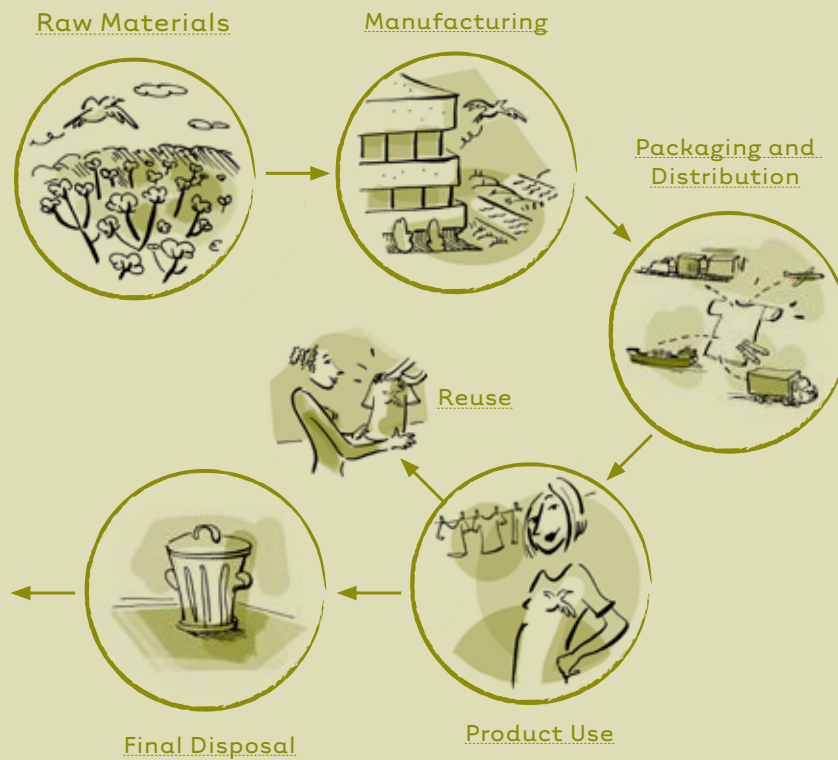 Raw Materials
Manufacturing
Packaging and
Distribution
Reuse
Product Use
Final Disposal